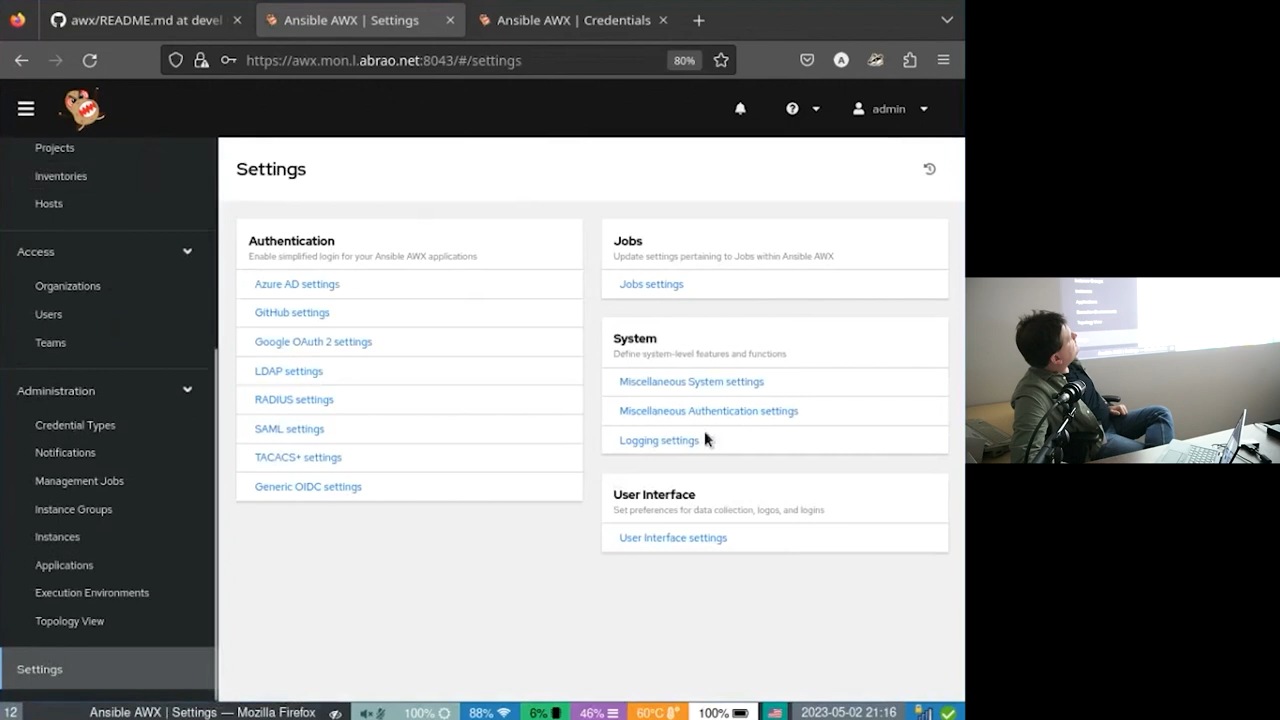 awx/README.md at devel
Ansible AWX | Settings
Ansible AWX | Credentials
https://awx.mon.l.abrao.net:8043/#/settings
80%
A
admin
Projects
Inventories
Hosts
Access
Organizations
Users
Teams
Administration
Credential Types
Notifications
Management Jobs
Instance Groups
Instances
Applications
Execution Environments
Topology View
Settings
Settings
Authentication
Enable simplified login for your Ansible AWX applications
Azure AD settings
GitHub settings
Google OAuth 2 settings
LDAP settings
RADIUS settings
SAML settings
TACACS+ settings
Generic OIDC settings
Jobs
Update settings pertaining to Jobs within Ansible AWX
Jobs settings
System
Define system-level features and functions
Miscellaneous System settings
Miscellaneous Authentication settings
Logging settings
User Interface
Set preferences for data collection, logos, and logins
User Interface settings
12 Ansible AWX | Settings — Mozilla Firefox 100% 88% 6% 46% 60°C 100% 2023-05-02 21:16